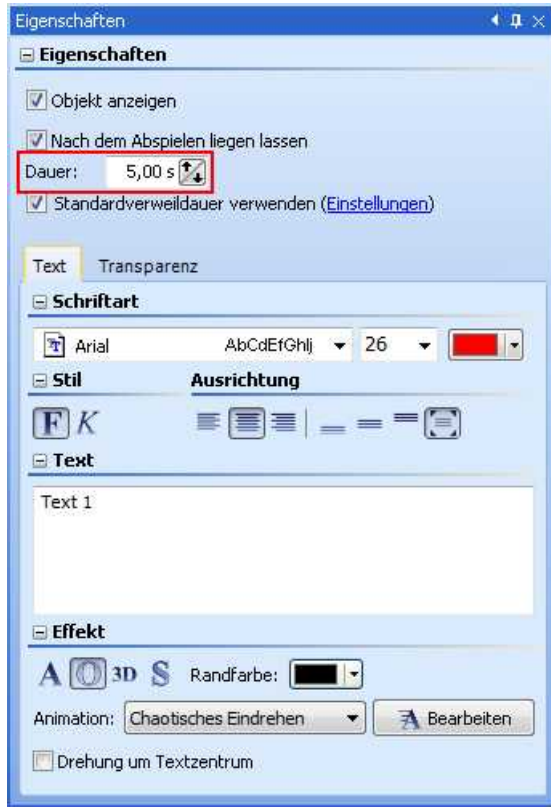 Eigenschaften
Eigenschaften
Objekt anzeigen
Nach dem Abspielen liegen lassen
Dauer: 5,00 s
Standardverweildauer verwenden (Einstellungen)
Text Transparenz
Schriftart
Arial AbCdEfGhIj 26
Stil Ausrichtung
F K
Text
Text 1
Effekt
A O 3D S Randfarbe:
Animation: Chaotisches Eindrehen Bearbeiten
Drehung um Textzentrum